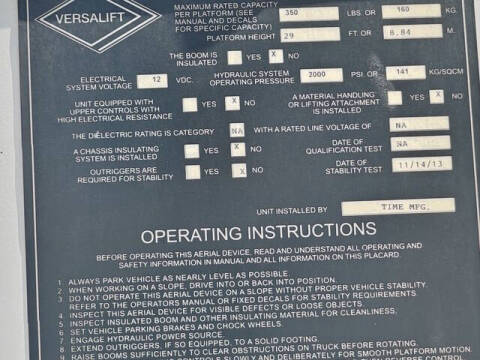 VERSALIFT
MAXIMUM RATED CAPACITY
PER PLATFORM (SEE
MANUAL AND DECALS
FOR SPECIFIC CAPACITY)
350 LBS. OR 160 KG.
PLATFORM HEIGHT 29 FT. OR 8.84 M.
THE BOOM IS
INSULATED YES X NO
ELECTRICAL
SYSTEM VOLTAGE 12 VDC.
HYDRAULIC SYSTEM
OPERATING PRESSURE 2000 PSI, OR 141 KG/SQCM
UNIT EQUIPPED WITH
UPPER CONTROLS WITH
HIGH ELECTRICAL RESISTANCE
YES X NO
A MATERIAL HANDLING
OR LIFTING ATTACHMENT
IS INSTALLED
YES X NO
THE DIELECTRIC RATING IS CATEGORY NA WITH A RATED LINE VOLTAGE OF NA
A CHASSIS INSULATING
SYSTEM IS INSTALLED YES X NO
DATE OF
QUALIFICATION TEST NA
OUTRIGGERS ARE
REQUIRED FOR STABILITY YES X NO
DATE OF
STABILITY TEST 11/14/13
UNIT INSTALLED BY TIME MFG.
OPERATING INSTRUCTIONS
BEFORE OPERATING THIS AERIAL DEVICE, READ AND UNDERSTAND ALL OPERATING AND
SAFETY INFORMATION IN MANUAL AND ALL INFORMATION ON THIS PLACARD.
1. ALWAYS PARK VEHICLE AS NEARLY LEVEL AS POSSIBLE
2. WHEN WORKING ON A SLOPE, DRIVE INTO OR BACK INTO POSITION.
3. DO NOT OPERATE THIS AERIAL DEVICE ON A SLOPE WITHOUT PROPER VEHICLE STABILITY.
REFER TO THE OPERATORS MANUAL OR FIXED DECALS FOR STABILITY REQUIREMENTS.
4. INSPECT THIS AERIAL DEVICE FOR VISIBLE DEFECTS OR LOOSE OBJECTS.
5. INSPECT INSULATED BOOM AND OTHER INSULATING MATERIAL FOR CLEANLINESS,
6. SET VEHICLE PARKING BRAKES AND CHOCK WHEELS.
7. ENGAGE HYDRAULIC POWER SOURCE.
8. EXTEND OUTRIGGERS, IF SO EQUIPPED, TO A SOLID FOOTING.
9. RAISE BOOMS SUFFICIENTLY TO CLEAR OBSTRUCTIONS ON TRUCK BEFORE ROTATING.
CONTROLS SLOWLY AND DELIBERATELY FOR SMOOTH PLATFORM MOTION.